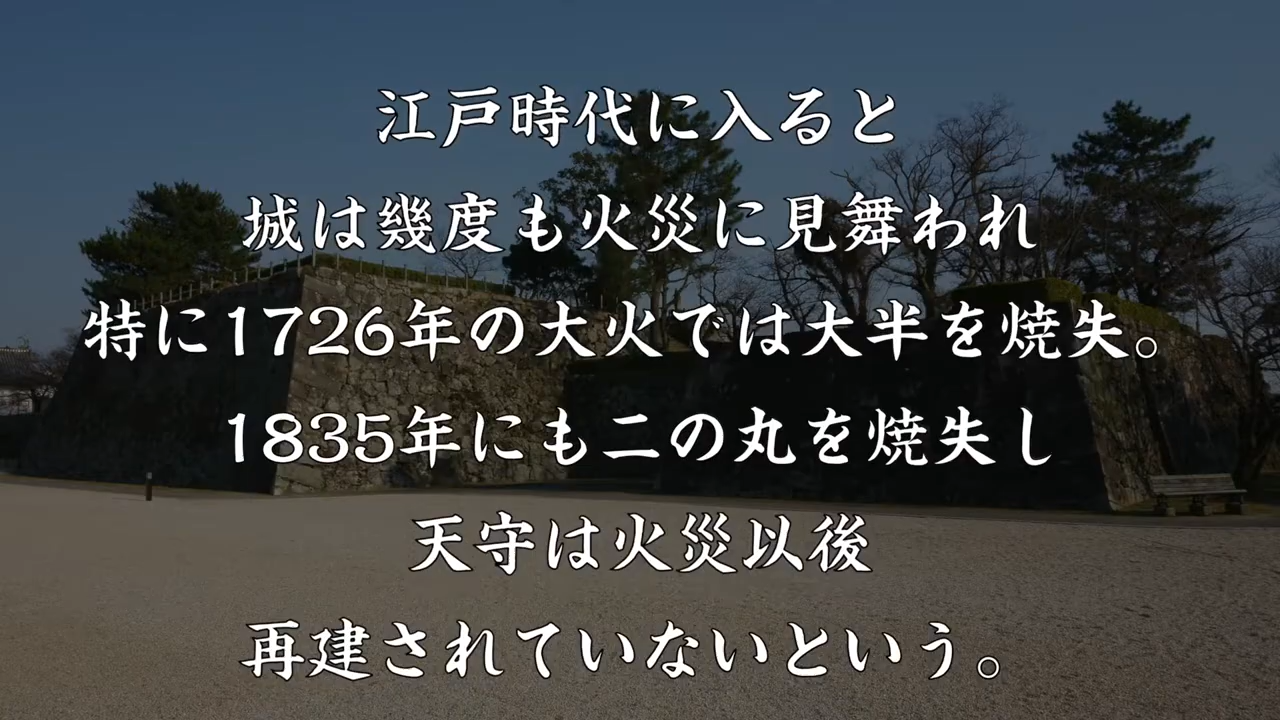 江戸時代に入ると
城は幾度も火災に見舞われ
特に1726年の大火では大半を焼失。
1835年にも二の丸を焼失し
天守は火災以後
再建されていないという。